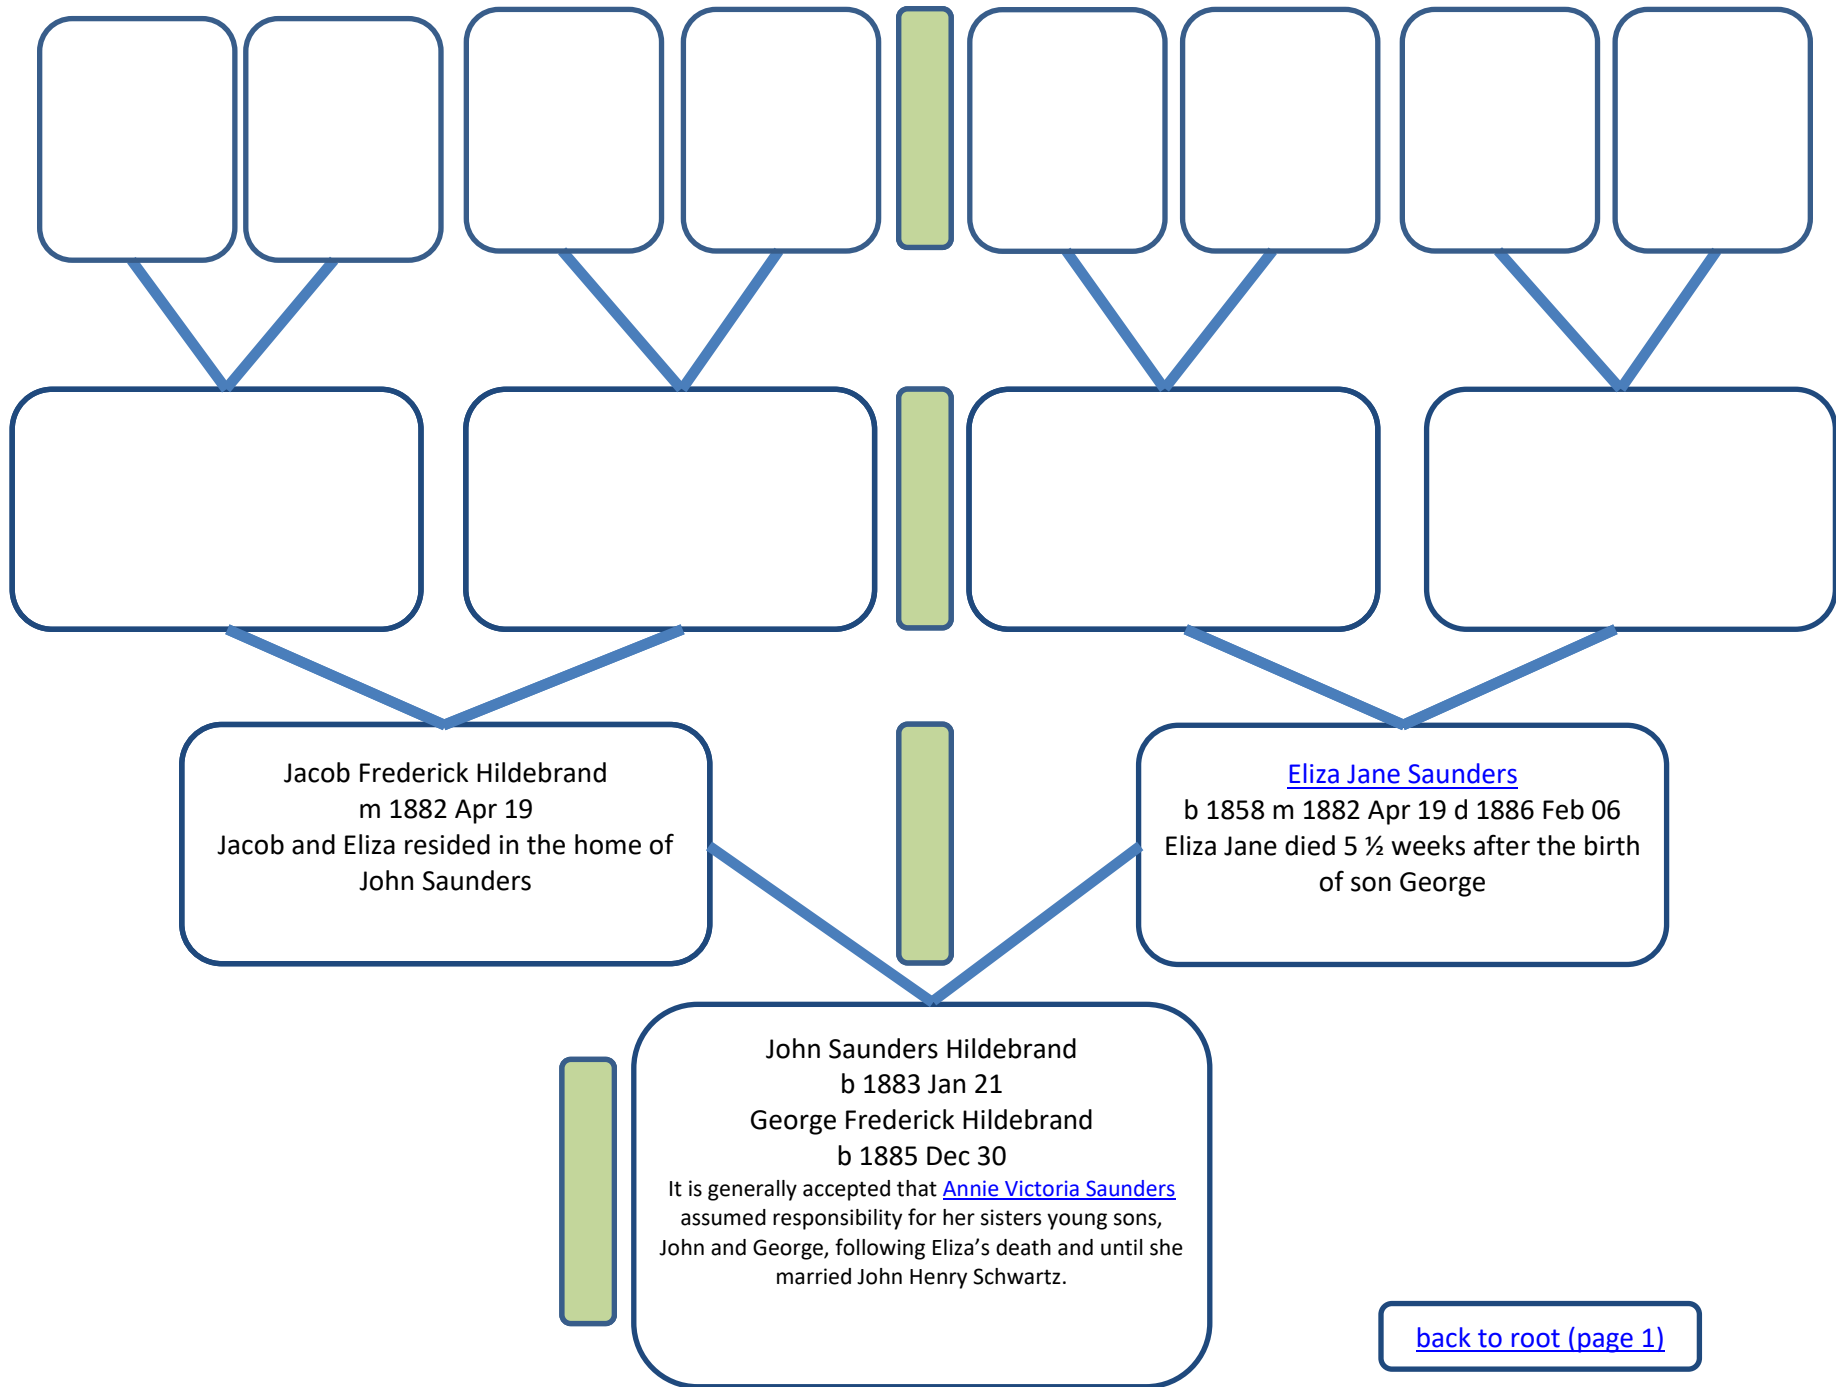 Jacob Frederick Hildebrand
m 1882 Apr 19
Jacob and Eliza resided in the home of
John Saunders
Eliza Jane Saunders
b 1858 m 1882 Apr 19 d 1886 Feb 06
Eliza Jane died 5 ½ weeks after the birth
of son George
John Saunders Hildebrand
b 1883 Jan 21
George Frederick Hildebrand
b 1885 Dec 30
It is generally accepted that Annie Victoria Saunders
assumed responsibility for her sisters young sons,
John and George, following Eliza’s death and until she
married John Henry Schwartz.
back to root (page 1)